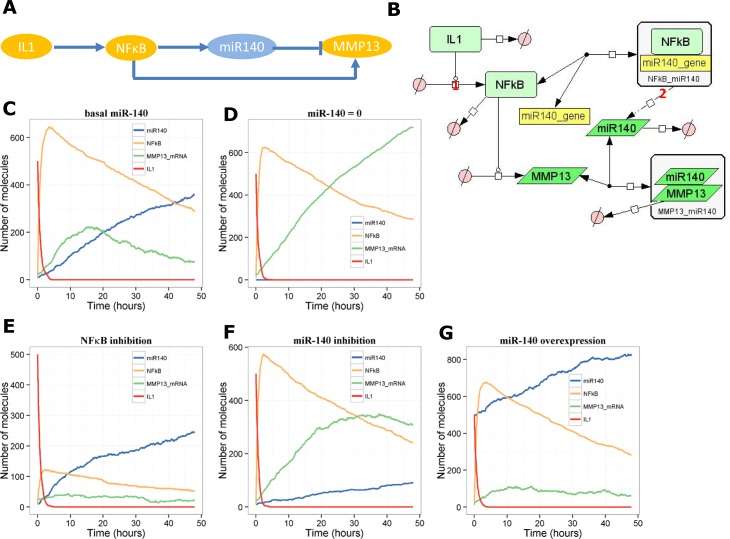 A
IL1
NFκB
miR140
MMP13
B
IL1
1
NFκB
NFκB
miR140_gene
NFkB_miR140
miR140_gene
2
miR140
MMP13
miR140
MMP13
MMP13_miR140
C
basal miR-140
Number of molecules
600
400
200
0
miR140
NFkB
MMP13_mRNA
IL1
0 10 20 30 40 50
Time (hours)
D
miR-140 = 0
Number of molecules
600
400
200
0
miR140
NFkB
MMP13_mRNA
IL1
0 10 20 30 40 50
Time (hours)
E
NFκB inhibition
Number of molecules
500
400
300
200
100
0
miR140
NFkB
MMP13_mRNA
IL1
0 10 20 30 40 50
Time (hours)
F
miR-140 inhibition
Number of molecules
600
400
200
0
miR140
NFkB
MMP13_mRNA
IL1
0 10 20 30 40 50
Time (hours)
G
miR-140 overexpression
Number of molecules
800
600
400
200
0
miR140
NFkB
MMP13_mRNA
IL1
0 10 20 30 40 50
Time (hours)